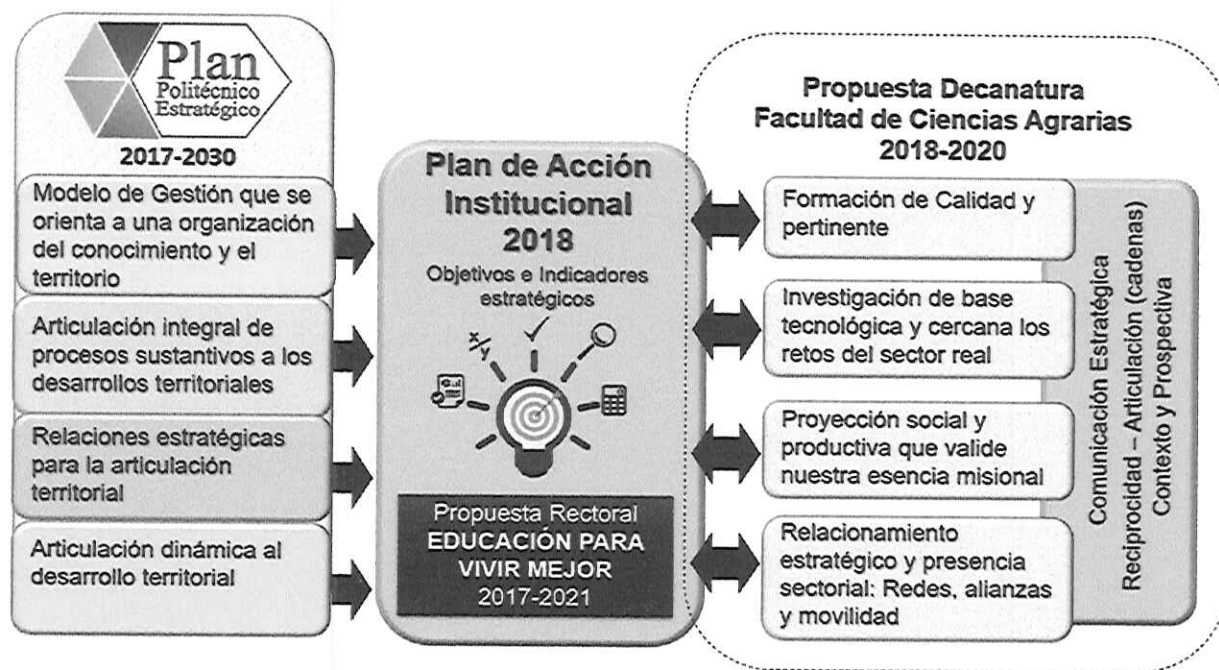 Plan
Politécnico
Estratégico
2017-2030
Modelo de Gestión que se
orienta a una organización
del conocimiento y el
territorio
Articulación integral de
procesos sustantivos a los
desarrollos territoriales
Relaciones estratégicas
para la articulación
territorial
Articulación dinámica al
desarrollo territorial
Plan de Acción
Institucional
2018
Objetivos e Indicadores
estratégicos
x/y
Propuesta Rectoral
EDUCACIÓN PARA
VIVIR MEJOR
2017-2021
Propuesta Decanatura
Facultad de Ciencias Agrarias
2018-2020
Formación de Calidad y
pertinente
Investigación de base
tecnológica y cercana los
retos del sector real
Proyección social y
productiva que valide
nuestra esencia misional
Relacionamiento
estratégico y presencia
sectorial: Redes, alianzas
y movilidad
Comunicación Estratégica
Reciprocidad – Articulación (cadenas)
Contexto y Prospectiva